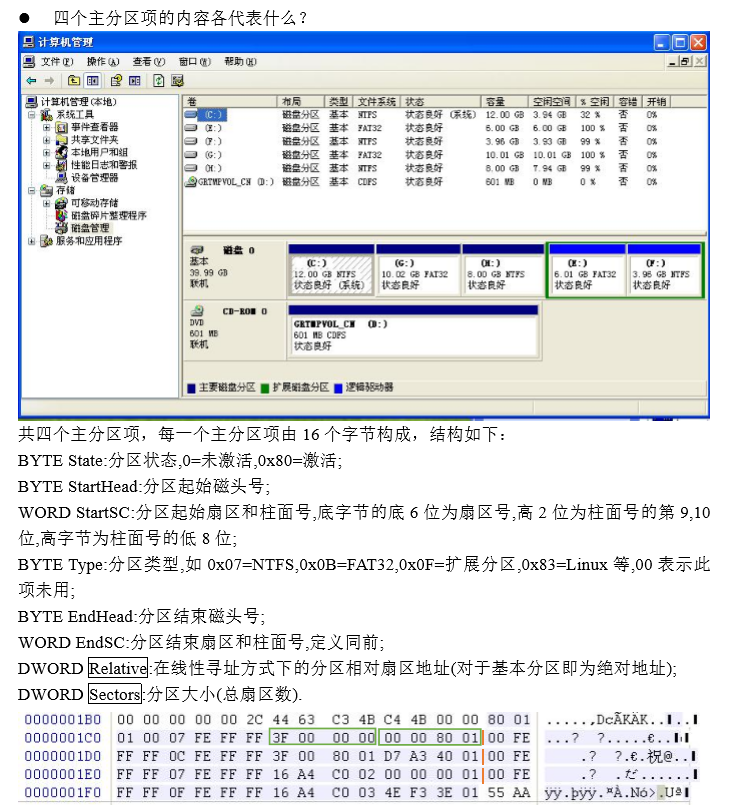 ● 四个主分区项的内容各代表什么？
计算机管理
文件(F) 操作(A) 查看(V) 窗口(W) 帮助(H)
计算机管理(本地)
系统工具
事件查看器
共享文件夹
本地用户和组
性能日志和警报
设备管理器
存储
可移动存储
磁盘碎片整理程序
磁盘管理
服务和应用程序
卷 布局 类型 文件系统 状态 容量 空闲空间 % 空闲 容错 开销
(C:) 磁盘分区 基本 NTFS 状态良好 (系统) 12.00 GB 3.94 GB 32 % 否 0%
(E:) 磁盘分区 基本 FAT32 状态良好 6.00 GB 6.00 GB 100 % 否 0%
(F:) 磁盘分区 基本 NTFS 状态良好 3.96 GB 3.93 GB 99 % 否 0%
(G:) 磁盘分区 基本 FAT32 状态良好 10.01 GB 10.01 GB 100 % 否 0%
(H:) 磁盘分区 基本 NTFS 状态良好 8.00 GB 7.94 GB 99 % 否 0%
GRTMPVOL_CN (D:) 磁盘分区 基本 CDFS 状态良好 601 MB 0 MB 0 % 否 0%
磁盘 0
基本
39.99 GB
联机
(C:)
12.00 GB NTFS
状态良好 (系统)
(G:)
10.02 GB FAT32
状态良好
(H:)
8.00 GB NTFS
状态良好
(E:)
6.01 GB FAT32
状态良好
(F:)
3.96 GB NTFS
状态良好
CD-ROM 0
DVD
601 MB
联机
GRTMPVOL_CN (D:)
601 MB CDFS
状态良好
主要磁盘分区 扩展磁盘分区 逻辑驱动器
共四个主分区项，每一个主分区项由 16 个字节构成，结构如下：
BYTE State:分区状态,0=未激活,0x80=激活;
BYTE StartHead:分区起始磁头号;
WORD StartSC:分区起始扇区和柱面号,底字节的底 6 位为扇区号,高 2 位为柱面号的第 9,10
位,高字节为柱面号的低 8 位;
BYTE Type:分区类型,如 0x07=NTFS,0x0B=FAT32,0x0F=扩展分区,0x83=Linux 等,00 表示此
项未用;
BYTE EndHead:分区结束磁头号;
WORD EndSC:分区结束扇区和柱面号,定义同前;
DWORD Relative:在线性寻址方式下的分区相对扇区地址(对于基本分区即为绝对地址);
DWORD Sectors:分区大小(总扇区数).
0000001B0 00 00 00 00 00 2C 44 63 C3 4B C4 4B 00 00 80 01 .....,DcÃKÄK..
0000001C0 01 00 07 FE FF FF 3F 00 00 00 00 00 80 01 00 FE ...? ?.....€..
0000001D0 FF FF 0C FE FF FF 3F 00 80 01 D7 A3 40 01 00 FE .? ?.€.祝@..
0000001E0 FF FF 07 FE FF FF 16 A4 C0 02 00 00 00 01 00 FE .?
0000001F0 FF FF 0F FE FF FF 16 A4 C0 03 4E F3 3E 01 55 AA ÿÿ.þÿÿ.¤À.Nó>.Uª